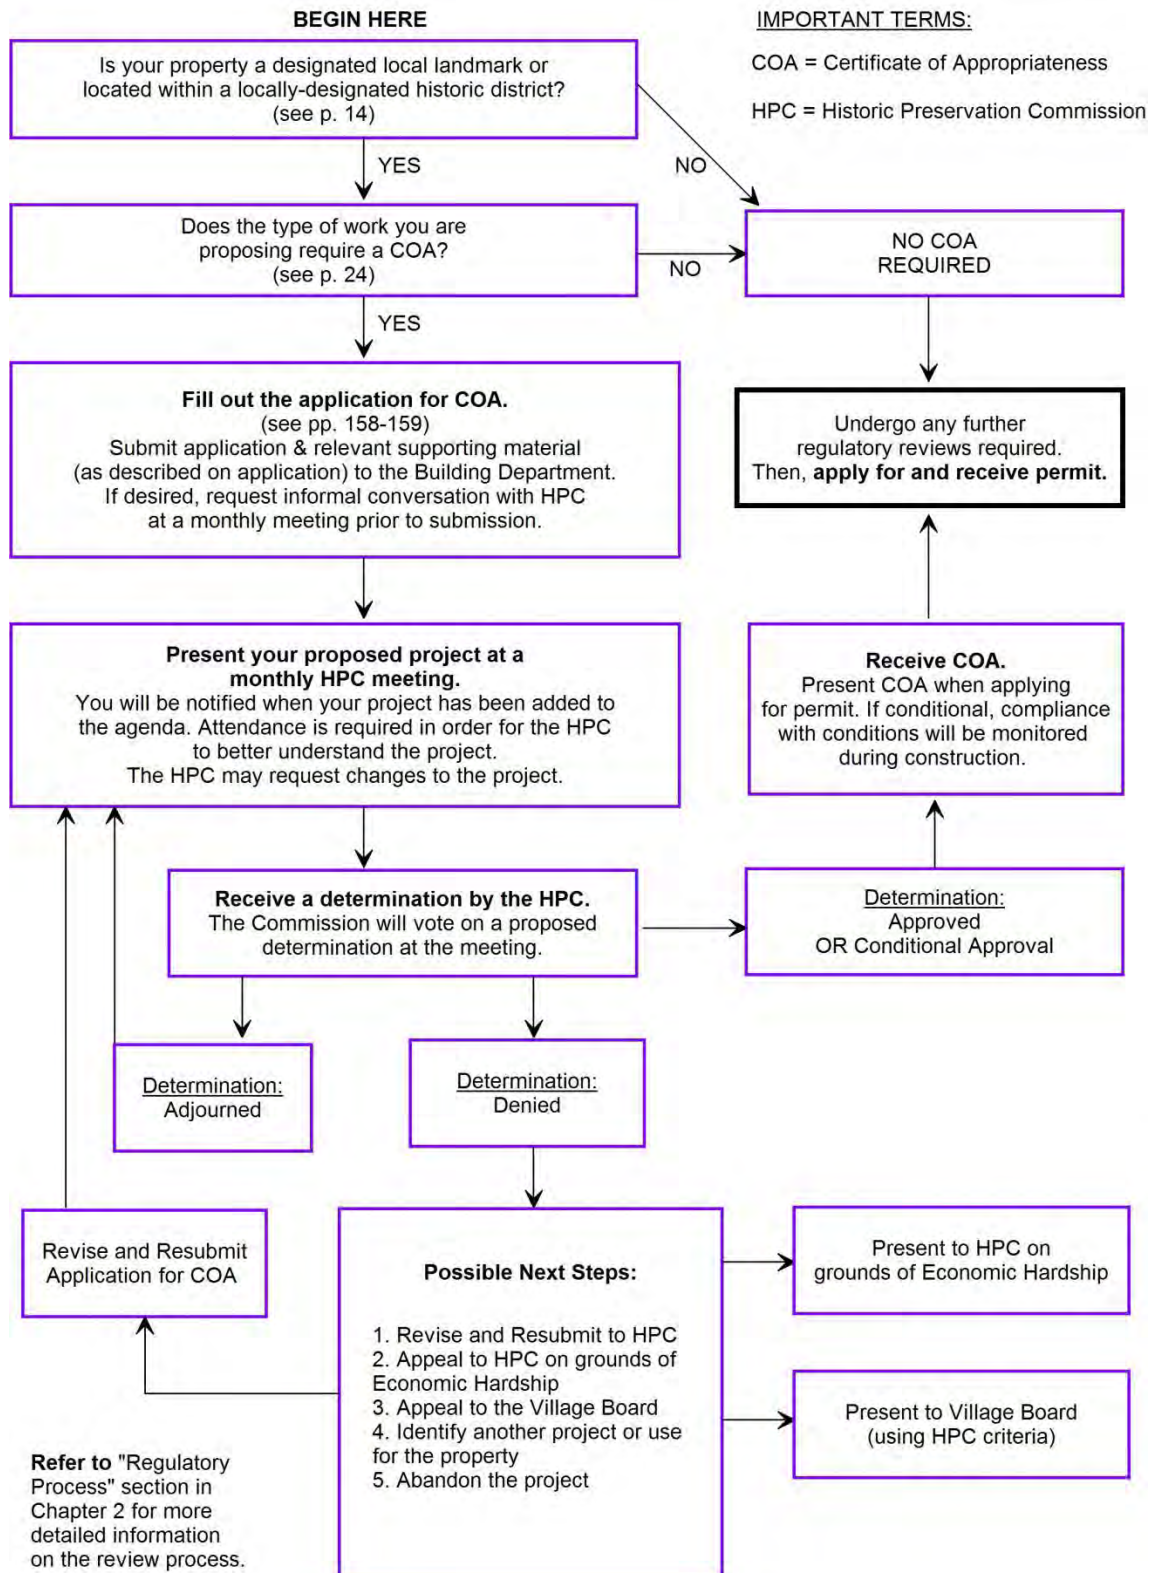 BEGIN HERE
IMPORTANT TERMS:
COA = Certificate of Appropriateness
HPC = Historic Preservation Commission
Is your property a designated local landmark or
located within a locally-designated historic district?
(see p. 14)
YES
NO
Does the type of work you are
proposing require a COA?
(see p. 24)
NO
NO COA
REQUIRED
YES
Fill out the application for COA.
(see pp. 158-159)
Submit application & relevant supporting material
(as described on application) to the Building Department.
If desired, request informal conversation with HPC
at a monthly meeting prior to submission.
Undergo any further
regulatory reviews required.
Then, apply for and receive permit.
Present your proposed project at a
monthly HPC meeting.
You will be notified when your project has been added to
the agenda. Attendance is required in order for the HPC
to better understand the project.
The HPC may request changes to the project.
Receive COA.
Present COA when applying
for permit. If conditional, compliance
with conditions will be monitored
during construction.
Receive a determination by the HPC.
The Commission will vote on a proposed
determination at the meeting.
Determination:
Approved
OR Conditional Approval
Determination:
Adjourned
Determination:
Denied
Revise and Resubmit
Application for COA
Possible Next Steps:
1. Revise and Resubmit to HPC
2. Appeal to HPC on grounds of
Economic Hardship
3. Appeal to the Village Board
4. Identify another project or use
for the property
5. Abandon the project
Present to HPC on
grounds of Economic Hardship
Present to Village Board
(using HPC criteria)
Refer to "Regulatory
Process" section in
Chapter 2 for more
detailed information
on the review process.